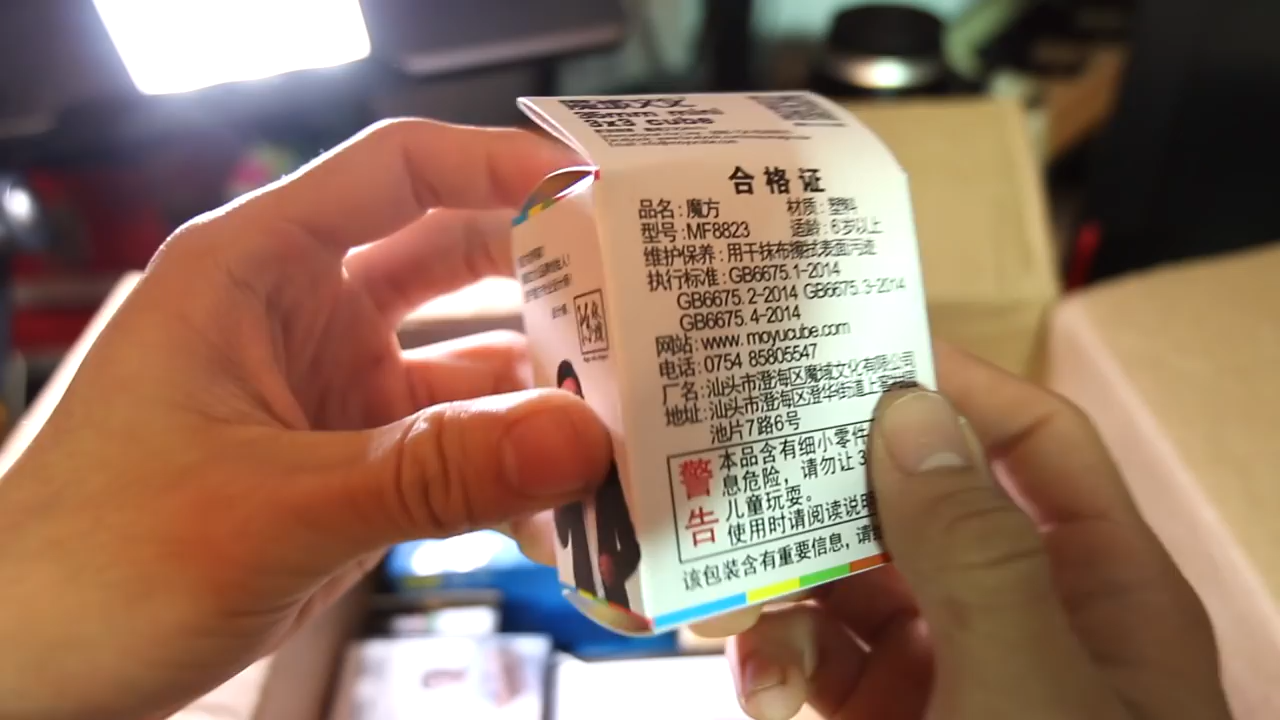 35mm mini
3x3 Cube
合格证
品名：魔方 材质：塑料
型号：MF8823 适龄：6岁以上
维护保养：用干抹布擦拭表面污迹
执行标准：GB6675.1-2014
GB6675.2-2014 GB6675.3-2014
GB6675.4-2014
网站：www.moyucube.com
电话：0754 85805547
厂名：汕头市澄海区魔域文化有限公司
地址：汕头市澄海区澄华街道上
池片7路6号
警告
本品含有细小零件
息危险，请勿让3
儿童玩耍。
使用时请阅读说明
该包装含有重要信息，请